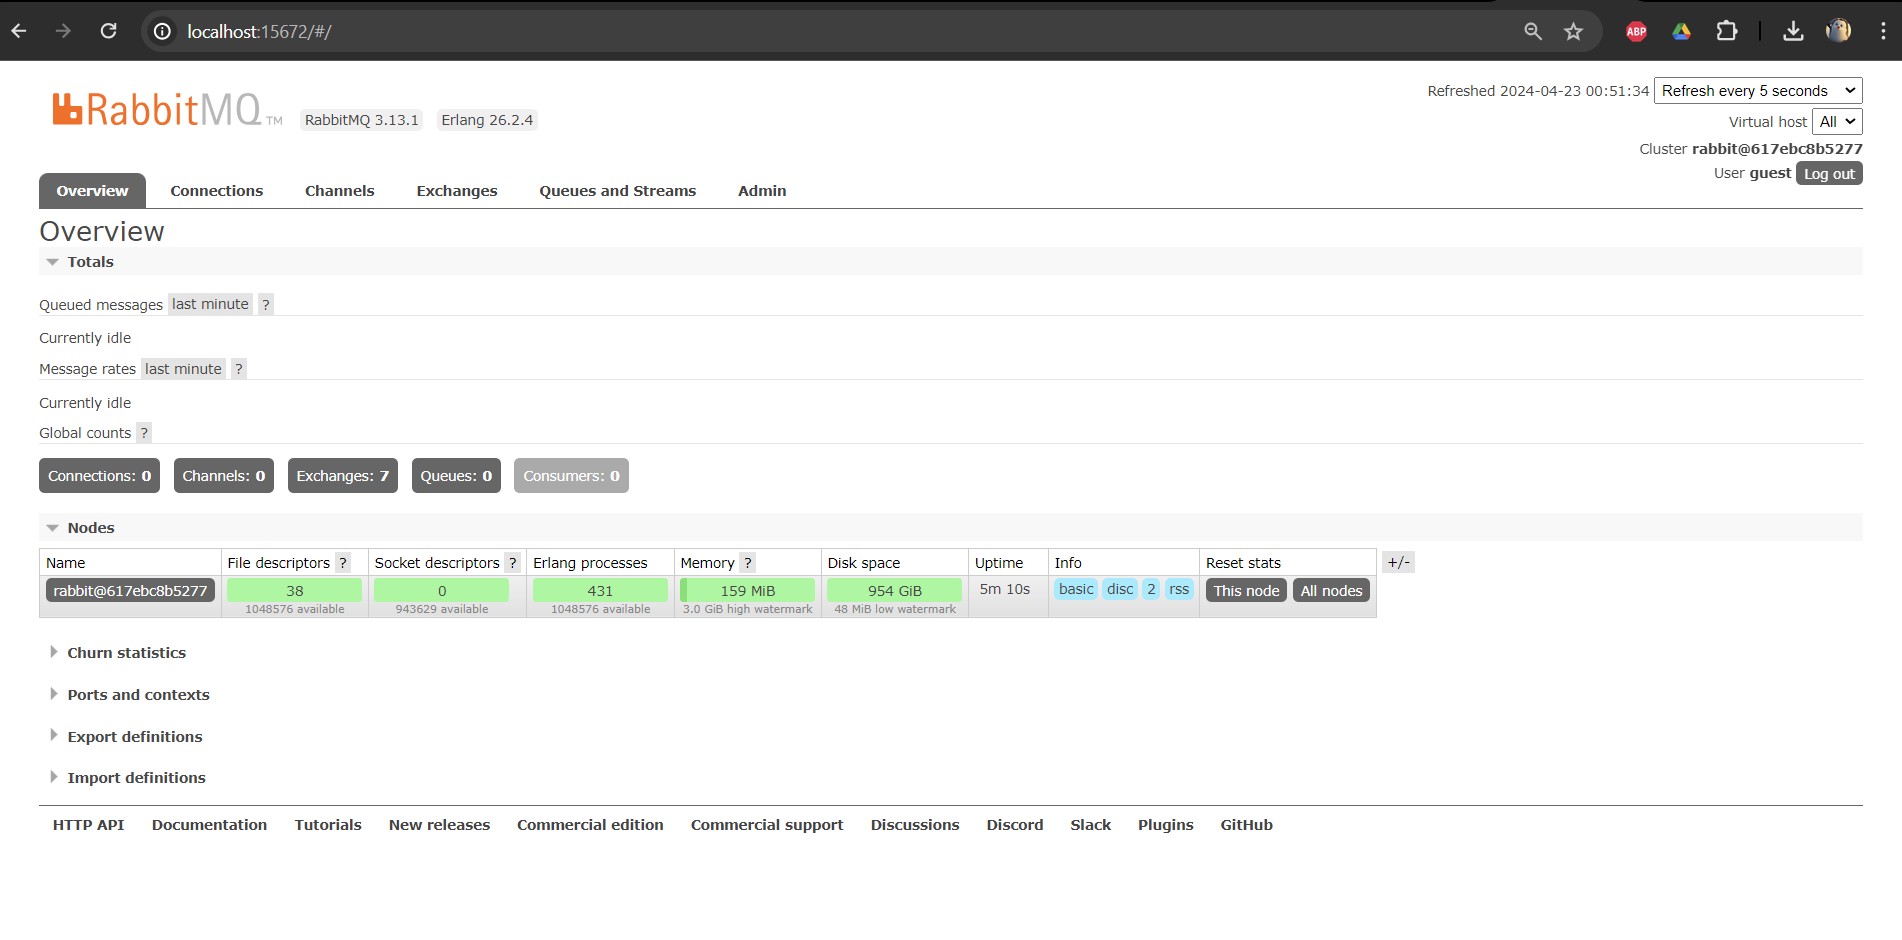 localhost:15672/#/
ABP
RabbitMQ TM RabbitMQ 3.13.1 Erlang 26.2.4
Refreshed 2024-04-23 00:51:34 Refresh every 5 seconds
Virtual host All
Cluster rabbit@617ebc8b5277
User guest Log out
Overview Connections Channels Exchanges Queues and Streams Admin
Overview
Totals
Queued messages last minute ?
Currently idle
Message rates last minute ?
Currently idle
Global counts ?
Connections: 0 Channels: 0 Exchanges: 7 Queues: 0 Consumers: 0
Nodes
Name File descriptors ? Socket descriptors ? Erlang processes Memory ? Disk space Uptime Info Reset stats +/-
rabbit@617ebc8b5277 38 0 431 159 MiB 954 GiB 5m 10s basic disc 2 rss This node All nodes
1048576 available 943629 available 1048576 available 3.0 GiB high watermark 48 MiB low watermark
Churn statistics
Ports and contexts
Export definitions
Import definitions
HTTP API Documentation Tutorials New releases Commercial edition Commercial support Discussions Discord Slack Plugins GitHub